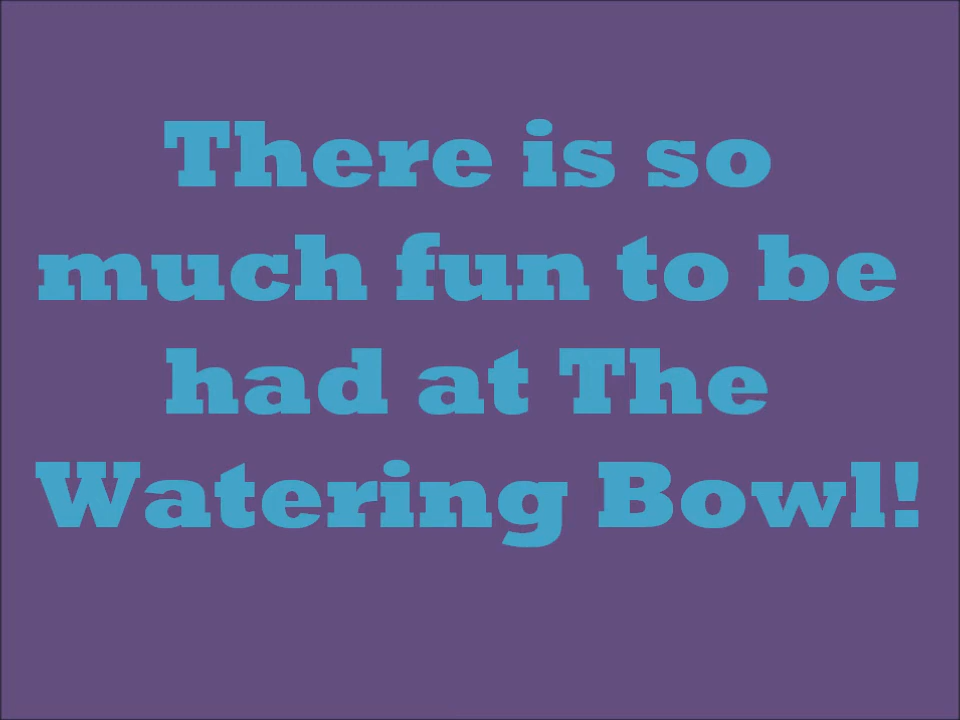 There is so
much fun to be
had at The
Watering Bowl!